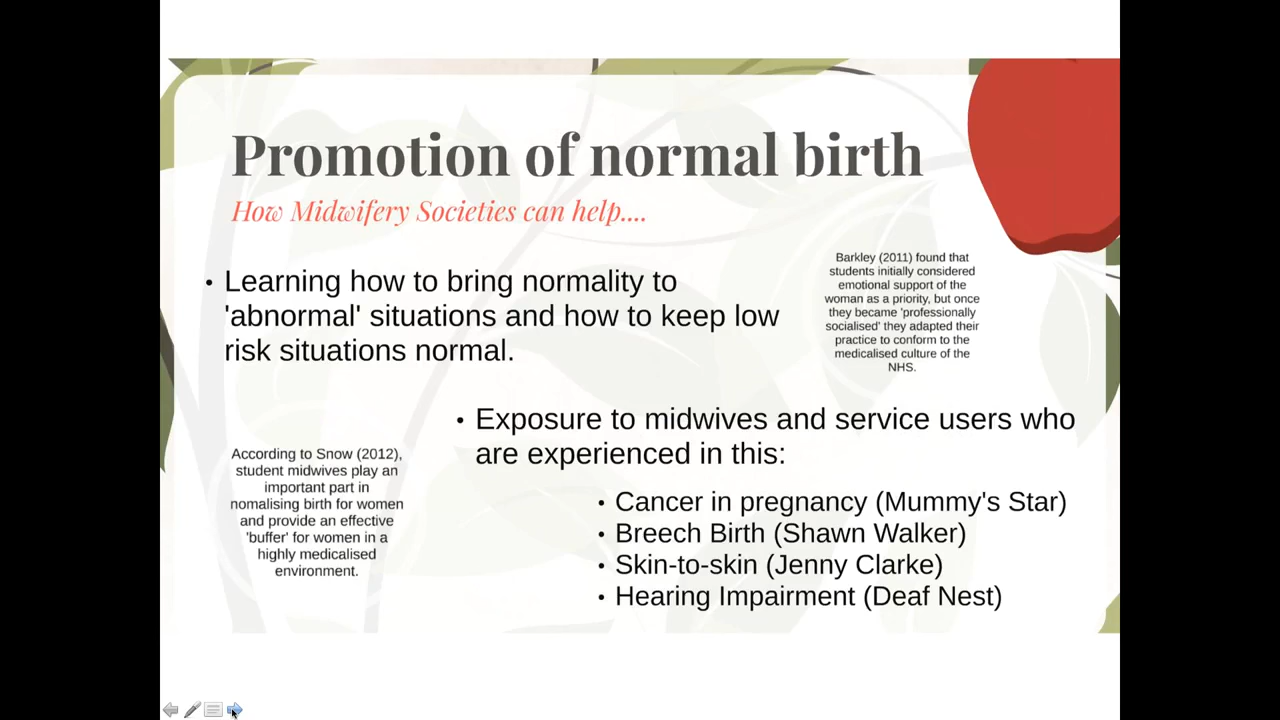 Promotion of normal birth
How Midwifery Societies can help....
• Learning how to bring normality to
'abnormal' situations and how to keep low
risk situations normal.
Barkley (2011) found that
students initially considered
emotional support of the
woman as a priority, but once
they became 'professionally
socialised' they adapted their
practice to conform to the
medicalised culture of the
NHS.
• Exposure to midwives and service users who
are experienced in this:
According to Snow (2012),
student midwives play an
important part in
nomalising birth for women
and provide an effective
'buffer' for women in a
highly medicalised
environment.
• Cancer in pregnancy (Mummy's Star)
• Breech Birth (Shawn Walker)
• Skin-to-skin (Jenny Clarke)
• Hearing Impairment (Deaf Nest)